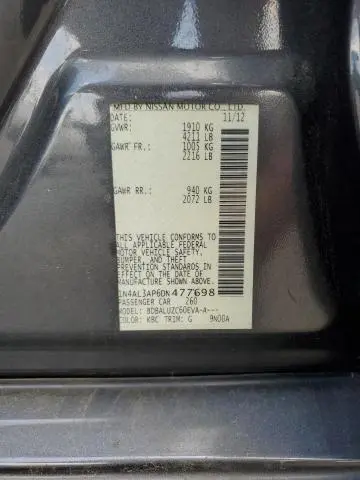 MFD BY NISSAN MOTOR CO., LTD.
DATE: 11/12
GVWR: 1910 KG
4211 LB
GAWR FR.: 1005 KG
2216 LB
GAWR RR.: 940 KG
2072 LB
THIS VEHICLE CONFORMS TO
ALL APPLICABLE FEDERAL
MOTOR VEHICLE SAFETY,
BUMPER, AND THEFT
PREVENTION STANDARDS
IN EFFECT ON THE DATE OF
MANUFACTURE SHOWN ABOVE.
1N4AL3AP6DN477698
PASSENGER CAR 260
MODEL: BDBALUZC60EVA-A---
COLOR: KBC TRIM: G 9N00A